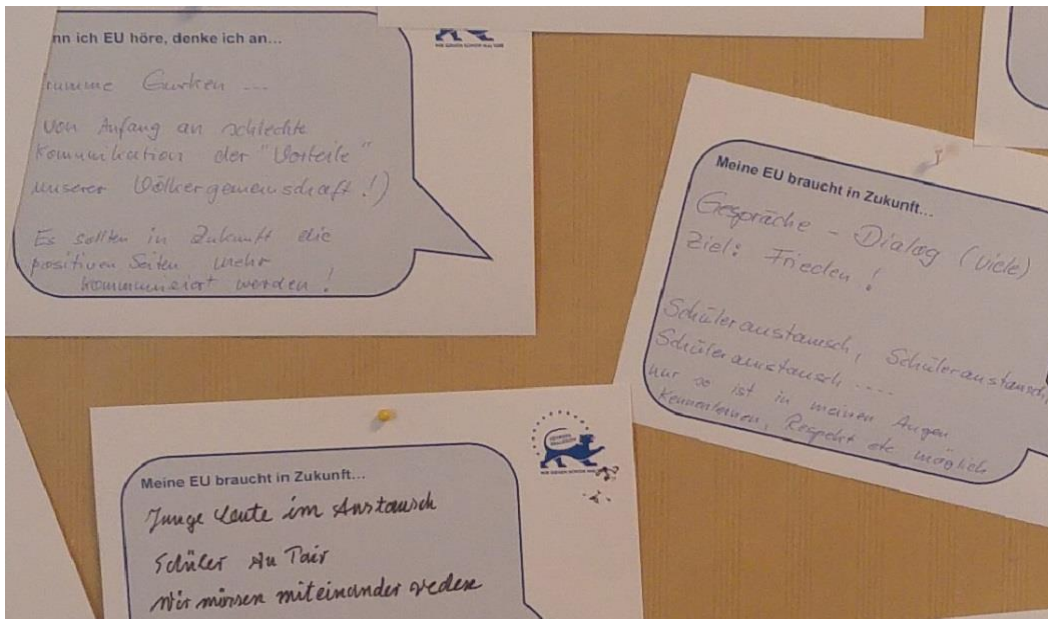 nn ich EU höre, denke ich an...
krumme Gurken ...
von Anfang an schlechte
Kommunikation der "Vorteile"
unserer Völkergemeinschaft!)
Es sollten in Zukunft die
positiven Seiten mehr
kommuniziert werden!
Meine EU braucht in Zukunft...
Gespräche - Dialog (viele)
Ziel: Frieden!
Schüleraustausch, Schüleraustausch,
Schüleraustausch ....
nur so ist in meinen Augen
Kennenlernen, Respekt etc. möglich
Meine EU braucht in Zukunft...
Junge Leute im Austausch
Schüler Au Pair
Wir müssen miteinander reden